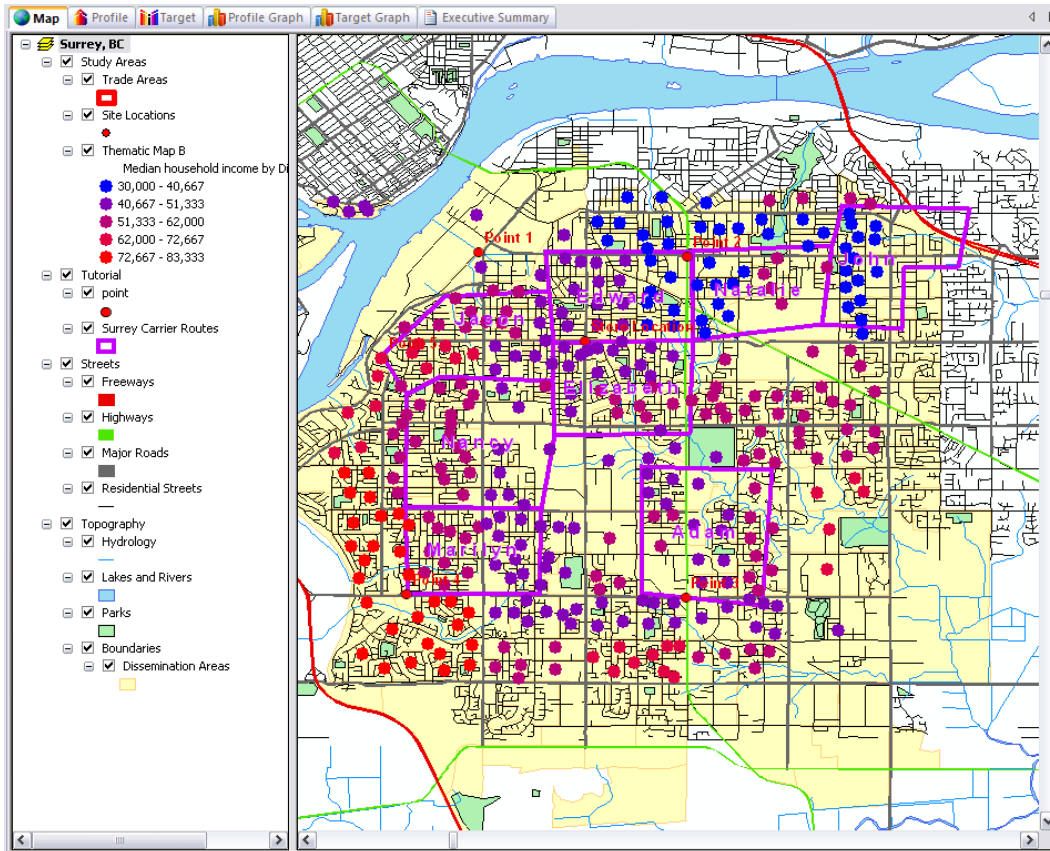 Map Profile Target Profile Graph Target Graph Executive Summary
Surrey, BC
Study Areas
Trade Areas
Site Locations
Thematic Map B
Median household income by Di
30,000 - 40,667
40,667 - 51,333
51,333 - 62,000
62,000 - 72,667
72,667 - 83,333
Tutorial
point
Surrey Carrier Routes
Streets
Freeways
Highways
Major Roads
Residential Streets
Topography
Hydrology
Lakes and Rivers
Parks
Boundaries
Dissemination Areas
Point 1
Point 2
John
Edward
Natalie
Jason
Store Location
Elizabeth
Nancy
Adam
Marilyn
Point 3